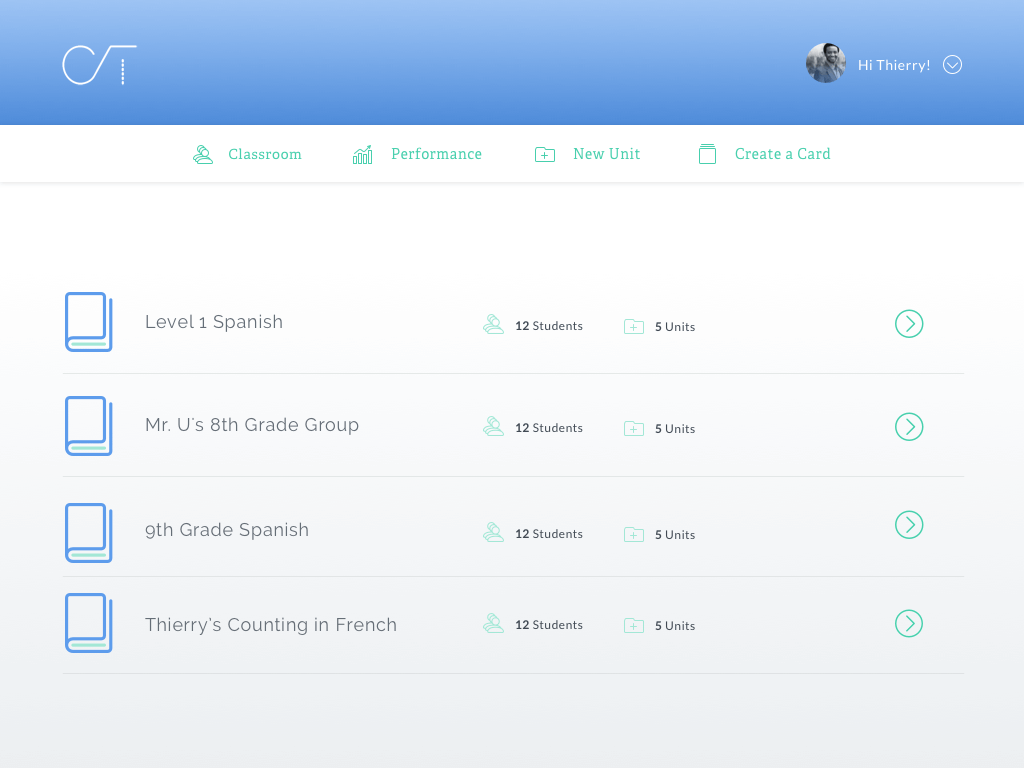 CT
Hi Thierry!
Classroom Performance New Unit Create a Card
Level 1 Spanish 12 Students 5 Units
Mr. U´s 8th Grade Group 12 Students 5 Units
9th Grade Spanish 12 Students 5 Units
Thierry's Counting in French 12 Students 5 Units